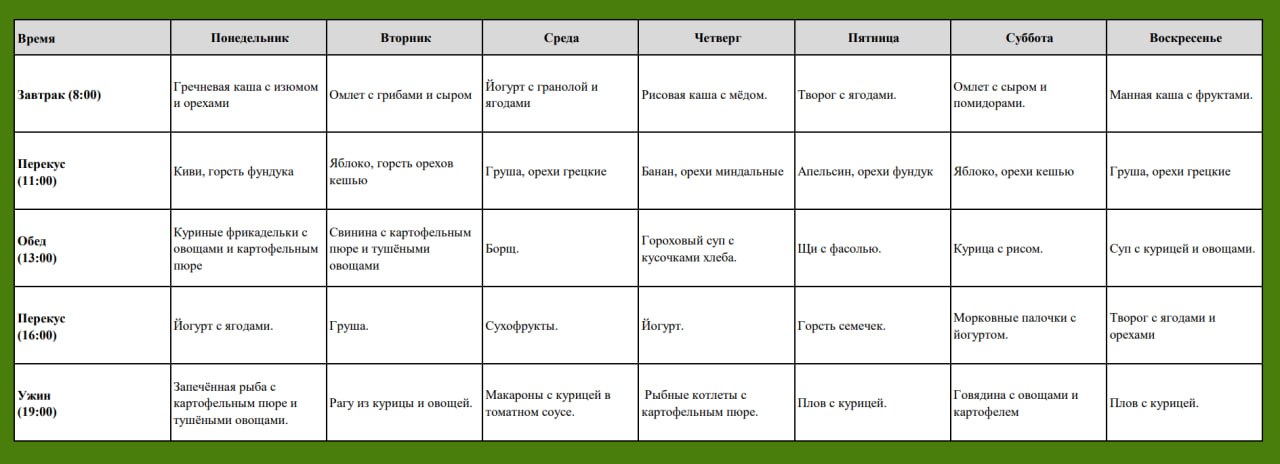 Время
Понедельник
Вторник
Среда
Четверг
Пятница
Суббота
Воскресенье
Завтрак (8:00)
Гречневая каша с изюмом
и орехами
Омлет с грибами и сыром
Йогурт с гранолой и
ягодами
Рисовая каша с мёдом.
Творог с ягодами.
Омлет с сыром и
помидорами.
Манная каша с фруктами.
Перекус
(11:00)
Киви, горсть фундука
Яблоко, горсть орехов
кешью
Груша, орехи грецкие
Банан, орехи миндальные
Апельсин, орехи фундук
Яблоко, орехи кешью
Груша, орехи грецкие
Обед
(13:00)
Куриные фрикадельки с
овощами и картофельным
пюре
Свинина с картофельным
пюре и тушёными
овощами
Борщ.
Гороховый суп с
кусочками хлеба.
Щи с фасолью.
Курица с рисом.
Суп с курицей и овощами.
Перекус
(16:00)
Йогурт с ягодами.
Груша.
Сухофрукты.
Йогурт.
Горсть семечек.
Морковные палочки с
йогуртом.
Творог с ягодами и
орехами
Ужин
(19:00)
Запечённая рыба с
картофельным пюре и
тушёными овощами.
Рагу из курицы и овощей.
Макароны с курицей в
томатном соусе.
Рыбные котлеты с
картофельным пюре.
Плов с курицей.
Говядина с овощами и
картофелем
Плов с курицей.